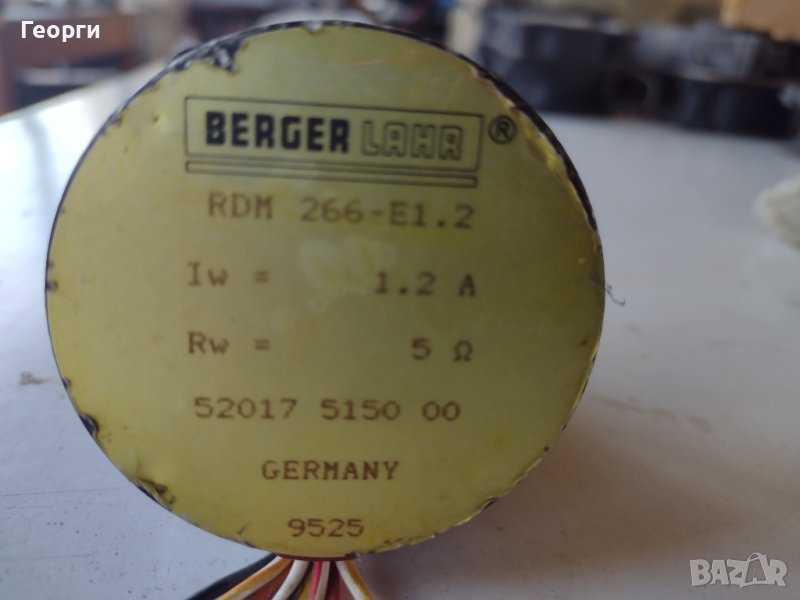 Георги
BERGER LAHR ®
RDM 266-E1.2
Iw = 1.2 A
Rw = 5 Ω
52017 5150 00
GERMANY
9525
BAZAR